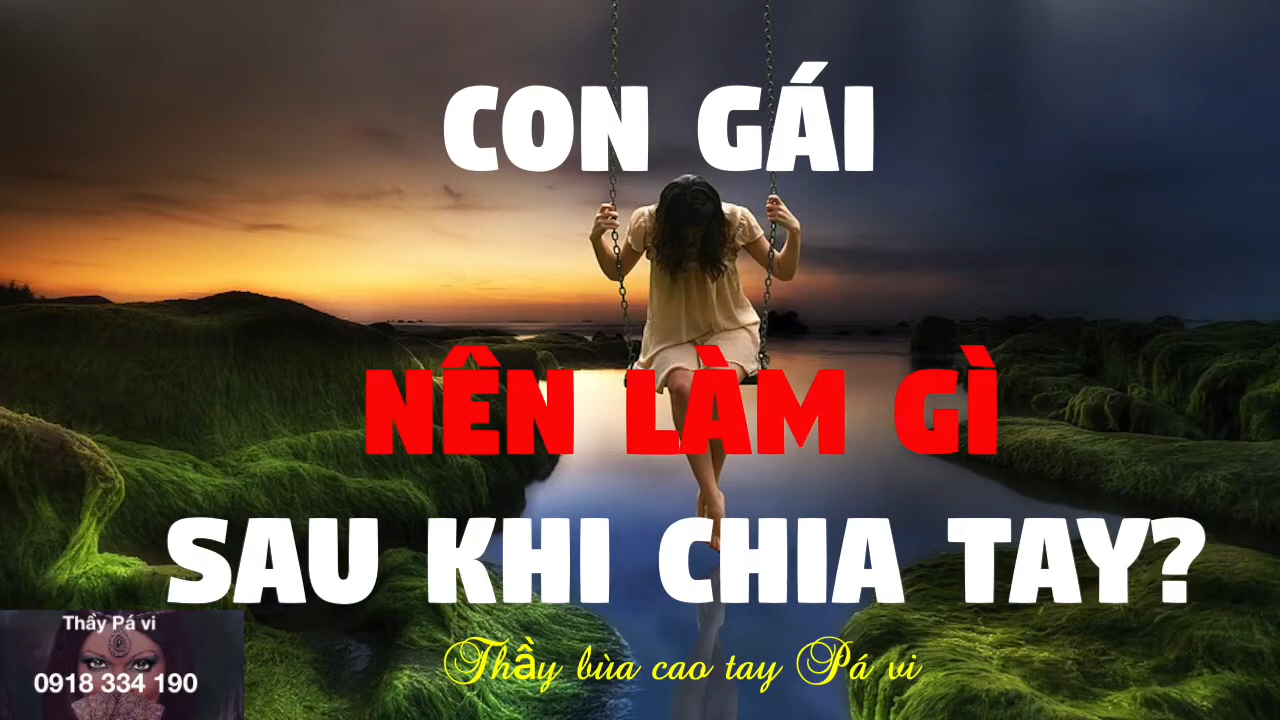 CON GÁI
NÊN LÀM GÌ
SAU KHI CHIA TAY?
Thầy bùa cao tay Pá vi
Thầy Pá vi
0918 334 190